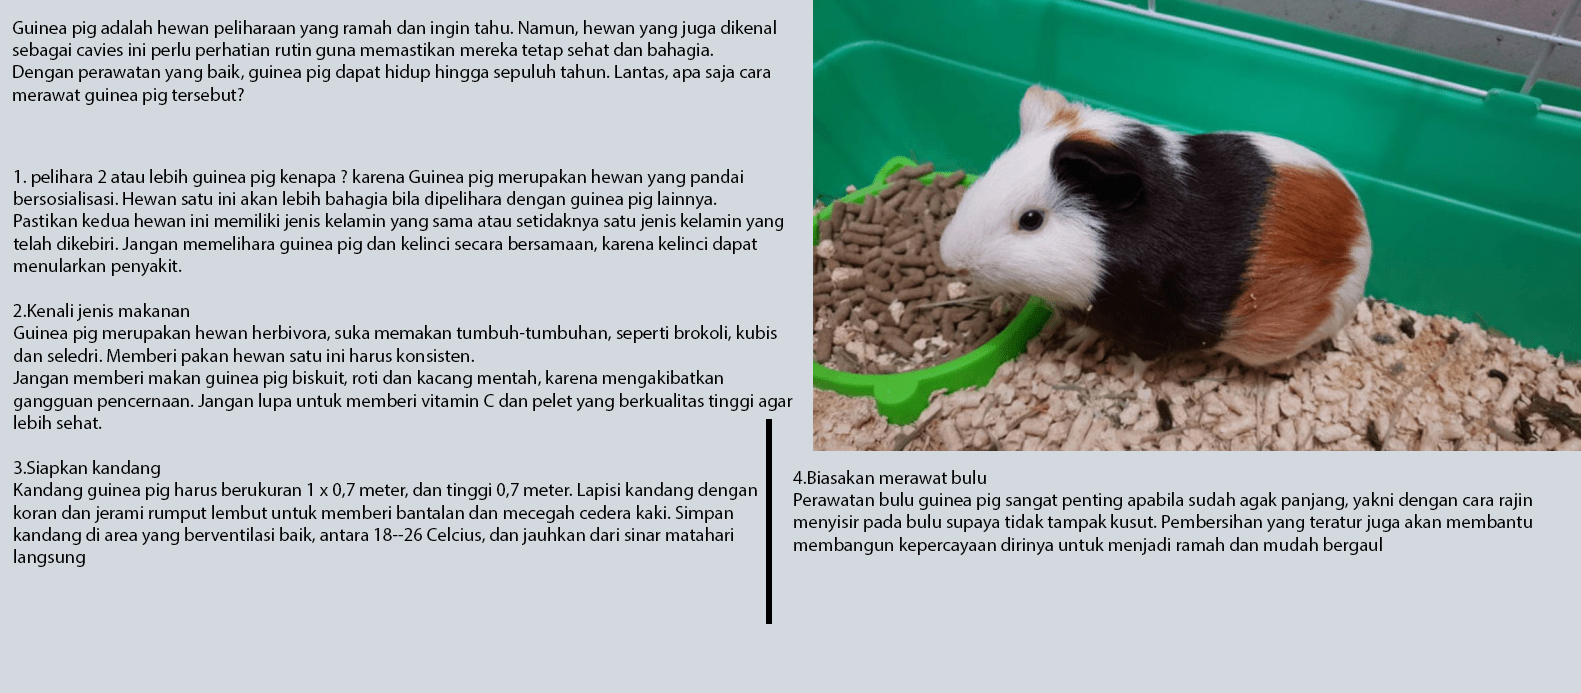 Guinea pig adalah hewan peliharaan yang ramah dan ingin tahu. Namun, hewan yang juga dikenal
sebagai cavies ini perlu perhatian rutin guna memastikan mereka tetap sehat dan bahagia.
Dengan perawatan yang baik, guinea pig dapat hidup hingga sepuluh tahun. Lantas, apa saja cara
merawat guinea pig tersebut?
1. pelihara 2 atau lebih guinea pig kenapa ? karena Guinea pig merupakan hewan yang pandai
bersosialisasi. Hewan satu ini akan lebih bahagia bila dipelihara dengan guinea pig lainnya.
Pastikan kedua hewan ini memiliki jenis kelamin yang sama atau setidaknya satu jenis kelamin yang
telah dikebiri. Jangan memelihara guinea pig dan kelinci secara bersamaan, karena kelinci dapat
menularkan penyakit.
2.Kenali jenis makanan
Guinea pig merupakan hewan herbivora, suka memakan tumbuh-tumbuhan, seperti brokoli, kubis
dan seledri. Memberi pakan hewan satu ini harus konsisten.
Jangan memberi makan guinea pig biskuit, roti dan kacang mentah, karena mengakibatkan
gangguan pencernaan. Jangan lupa untuk memberi vitamin C dan pelet yang berkualitas tinggi agar
lebih sehat.
3.Siapkan kandang
Kandang guinea pig harus berukuran 1 x 0,7 meter, dan tinggi 0,7 meter. Lapisi kandang dengan
koran dan jerami rumput lembut untuk memberi bantalan dan mecegah cedera kaki. Simpan
kandang di area yang berventilasi baik, antara 18--26 Celcius, dan jauhkan dari sinar matahari
langsung
4.Biasakan merawat bulu
Perawatan bulu guinea pig sangat penting apabila sudah agak panjang, yakni dengan cara rajin
menyisir pada bulu supaya tidak tampak kusut. Pembersihan yang teratur juga akan membantu
membangun kepercayaan dirinya untuk menjadi ramah dan mudah bergaul